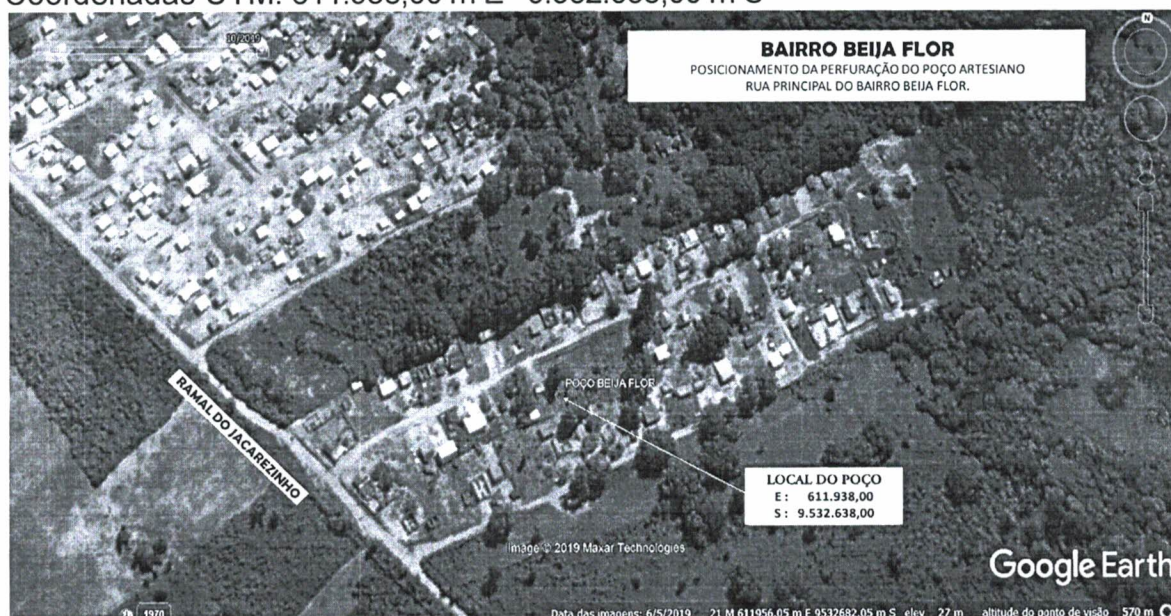 10/2019
N
BAIRRO BEIJA FLOR
POSICIONAMENTO DA PERFURAÇÃO DO POÇO ARTESIANO
RUA PRINCIPAL DO BAIRRO BEIJA FLOR.
RAMAL DO JACAREZINHO
POÇO BEIJA FLOR
LOCAL DO POÇO
E : 611.938,00
S : 9.532.638,00
Image © 2019 Maxar Technologies
Google Earth
1970
Data das imagens: 6/5/2019 21 M 611956.05 m E 9532682.05 m S elev 27 m altitude do ponto de visão 570 m